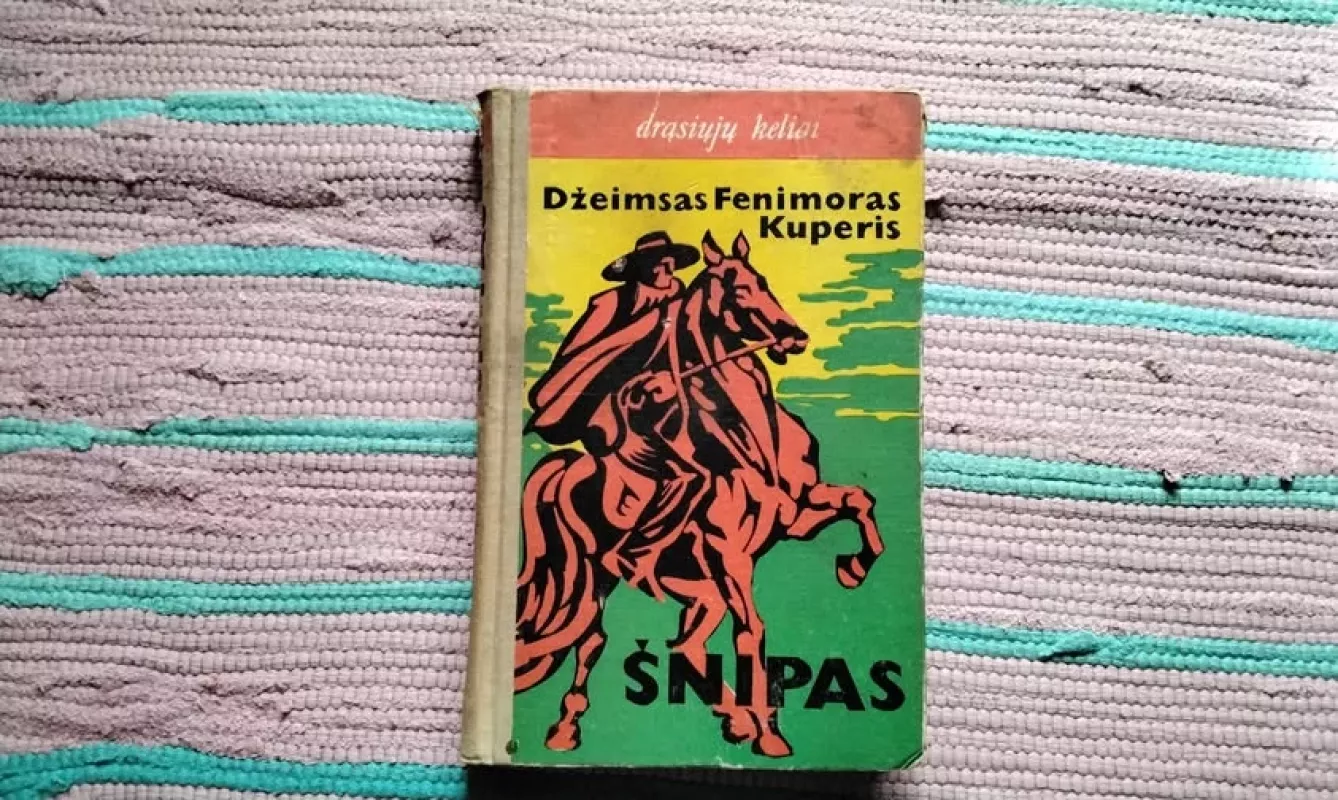 drąsiųjų keliai
Džeimsas Fenimoras
Kuperis
ŠNIPAS